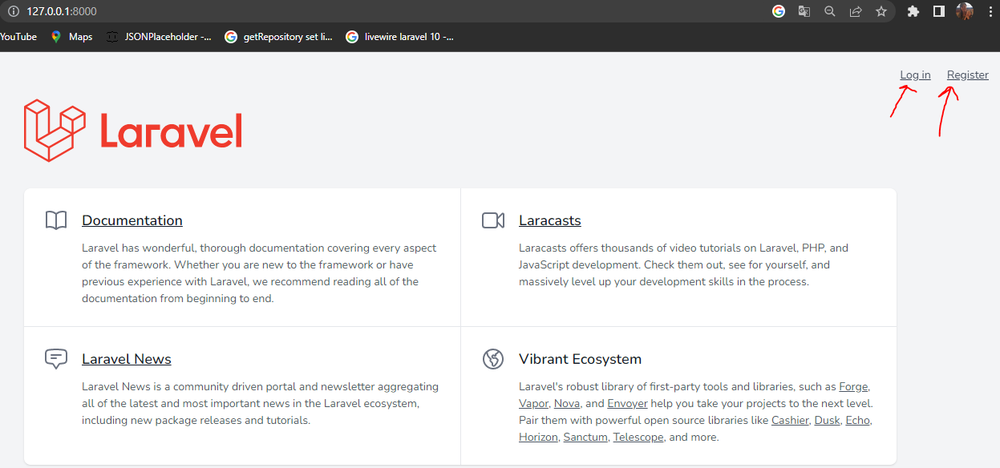 127.0.0.1:8000
YouTube Maps JSONPlaceholder -... getRepository set li... livewire laravel 10 -...
Log in Register
Laravel
Documentation
Laravel has wonderful, thorough documentation covering every aspect
of the framework. Whether you are new to the framework or have
previous experience with Laravel, we recommend reading all of the
documentation from beginning to end.
Laracasts
Laracasts offers thousands of video tutorials on Laravel, PHP, and
JavaScript development. Check them out, see for yourself, and
massively level up your development skills in the process.
Laravel News
Laravel News is a community driven portal and newsletter aggregating
all of the latest and most important news in the Laravel ecosystem,
including new package releases and tutorials.
Vibrant Ecosystem
Laravel's robust library of first-party tools and libraries, such as Forge,
Vapor, Nova, and Envoyer help you take your projects to the next level.
Pair them with powerful open source libraries like Cashier, Dusk, Echo,
Horizon, Sanctum, Telescope, and more.